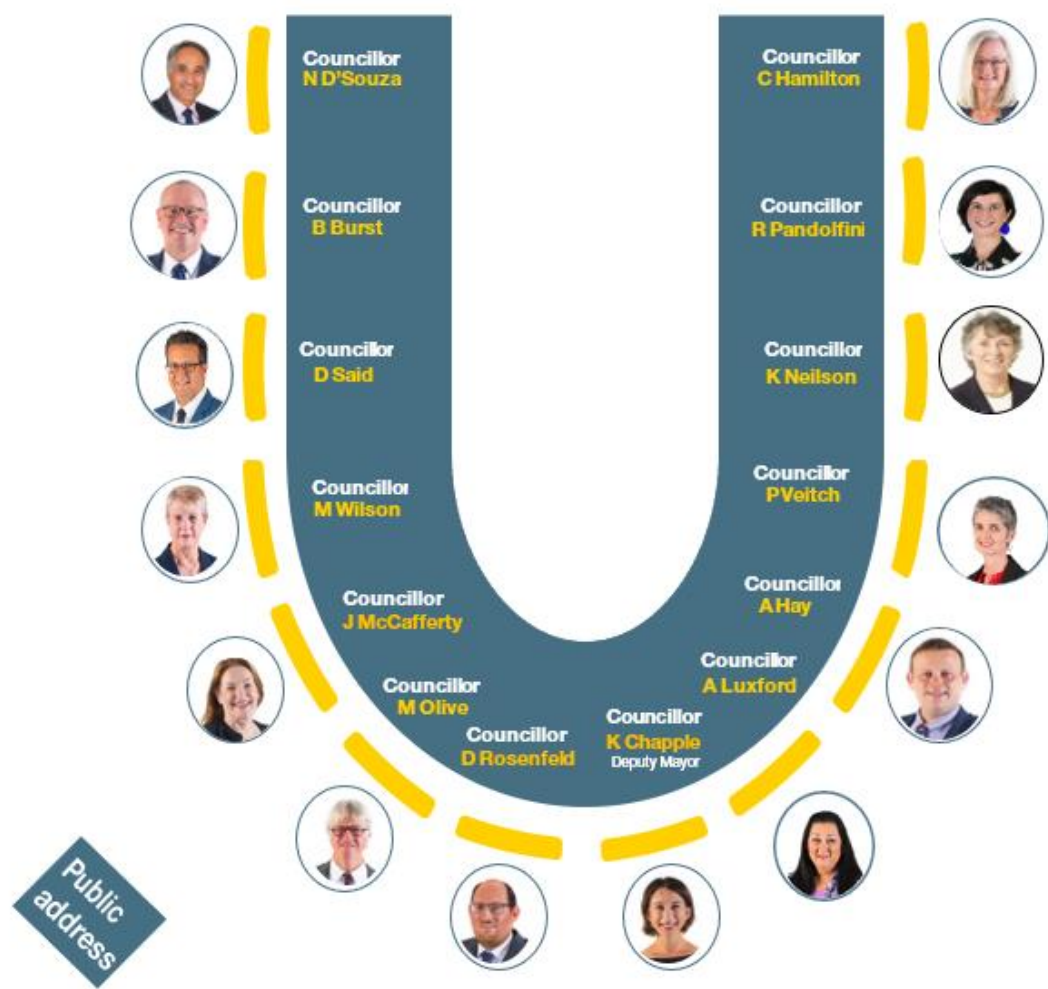 Councillor
N D'Souza
Councillor
C Hamilton
Councillor
B Burst
Councillor
R Pandolfini
Councillor
D Said
Councillor
K Neilson
Councillor
M Wilson
Councillor
P Veitch
Councillor
J McCafferty
Councillor
A Hay
Councillor
M Olive
Councillor
A Luxford
Councillor
D Rosenfeld
Councillor
K Chapple
Deputy Mayor
Public
address